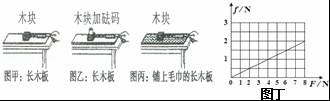 木块 木块加砝码 木块
图甲：长木板 图乙：长木板 图丙：铺上毛巾的长木板
f/N
3
2
1
0 1 2 3 4 5 6 7 8 F/N
图丁